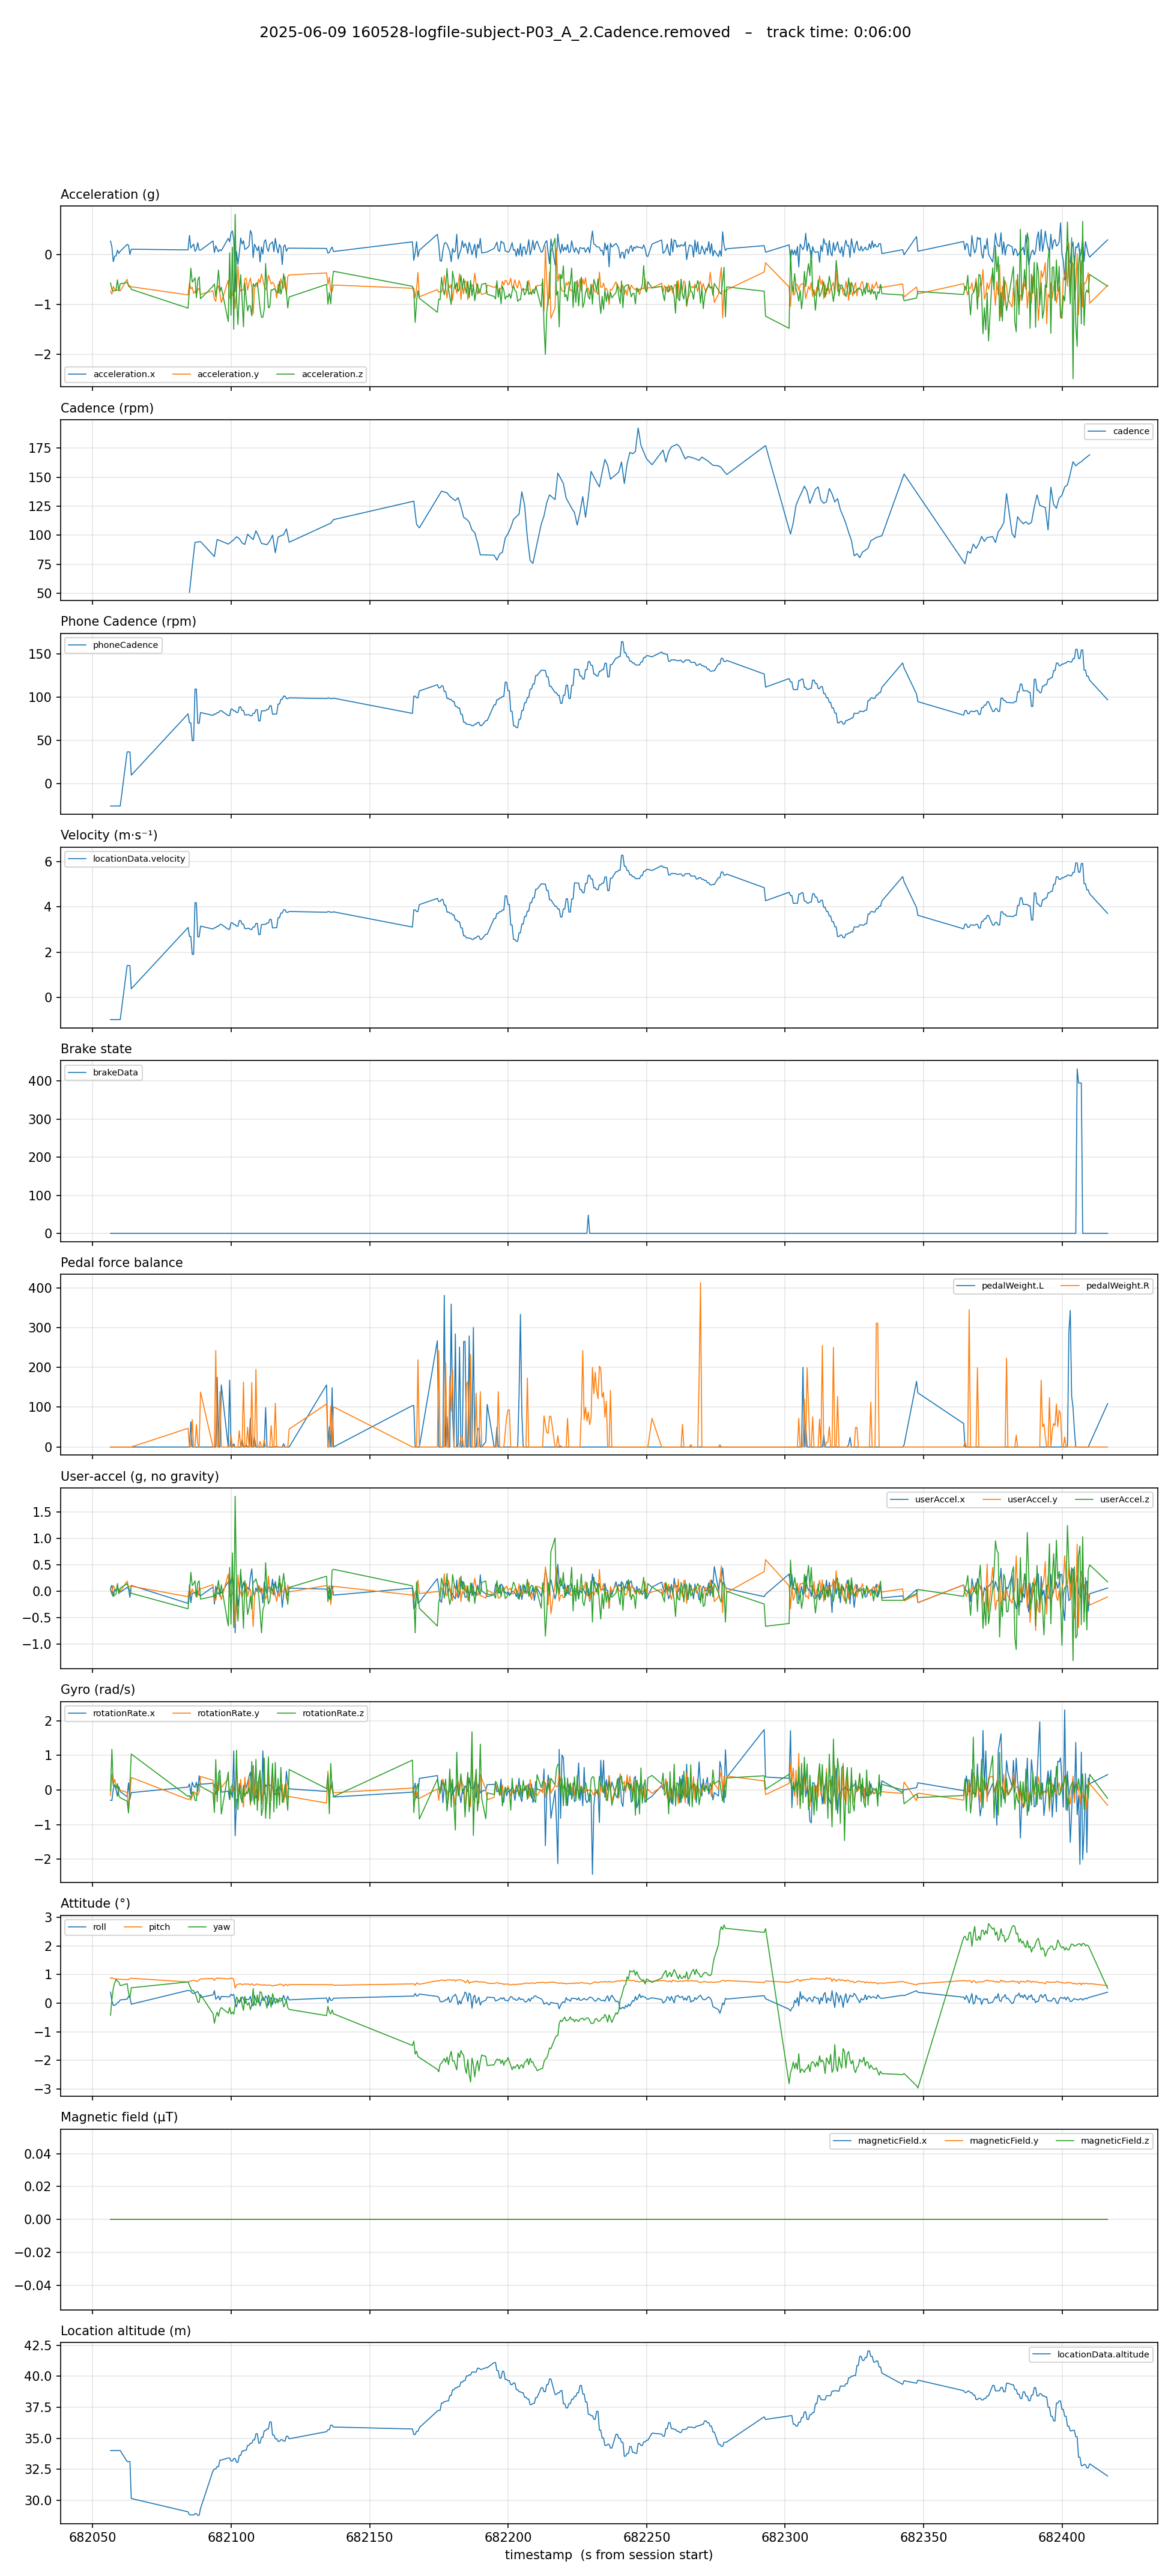 2025-06-09 160528-logfile-subject-P03_A_2.Cadence.removed – track time: 0:06:00
Acceleration (g)
0
−1
−2
acceleration.x acceleration.y acceleration.z
Cadence (rpm)
cadence
175
150
125
100
75
50
Phone Cadence (rpm)
phoneCadence
150
100
50
0
Velocity (m·s⁻¹)
locationData.velocity
6
4
2
0
Brake state
brakeData
400
300
200
100
0
Pedal force balance
pedalWeight.L pedalWeight.R
400
300
200
100
0
User-accel (g, no gravity)
userAccel.x userAccel.y userAccel.z
1.5
1.0
0.5
0.0
−0.5
−1.0
Gyro (rad/s)
rotationRate.x rotationRate.y rotationRate.z
2
1
0
−1
−2
Attitude (°)
roll pitch yaw
3
2
1
0
−1
−2
−3
Magnetic field (µT)
magneticField.x magneticField.y magneticField.z
0.04
0.02
0.00
−0.02
−0.04
Location altitude (m)
locationData.altitude
42.5
40.0
37.5
35.0
32.5
30.0
682050 682100 682150 682200 682250 682300 682350 682400
timestamp (s from session start)